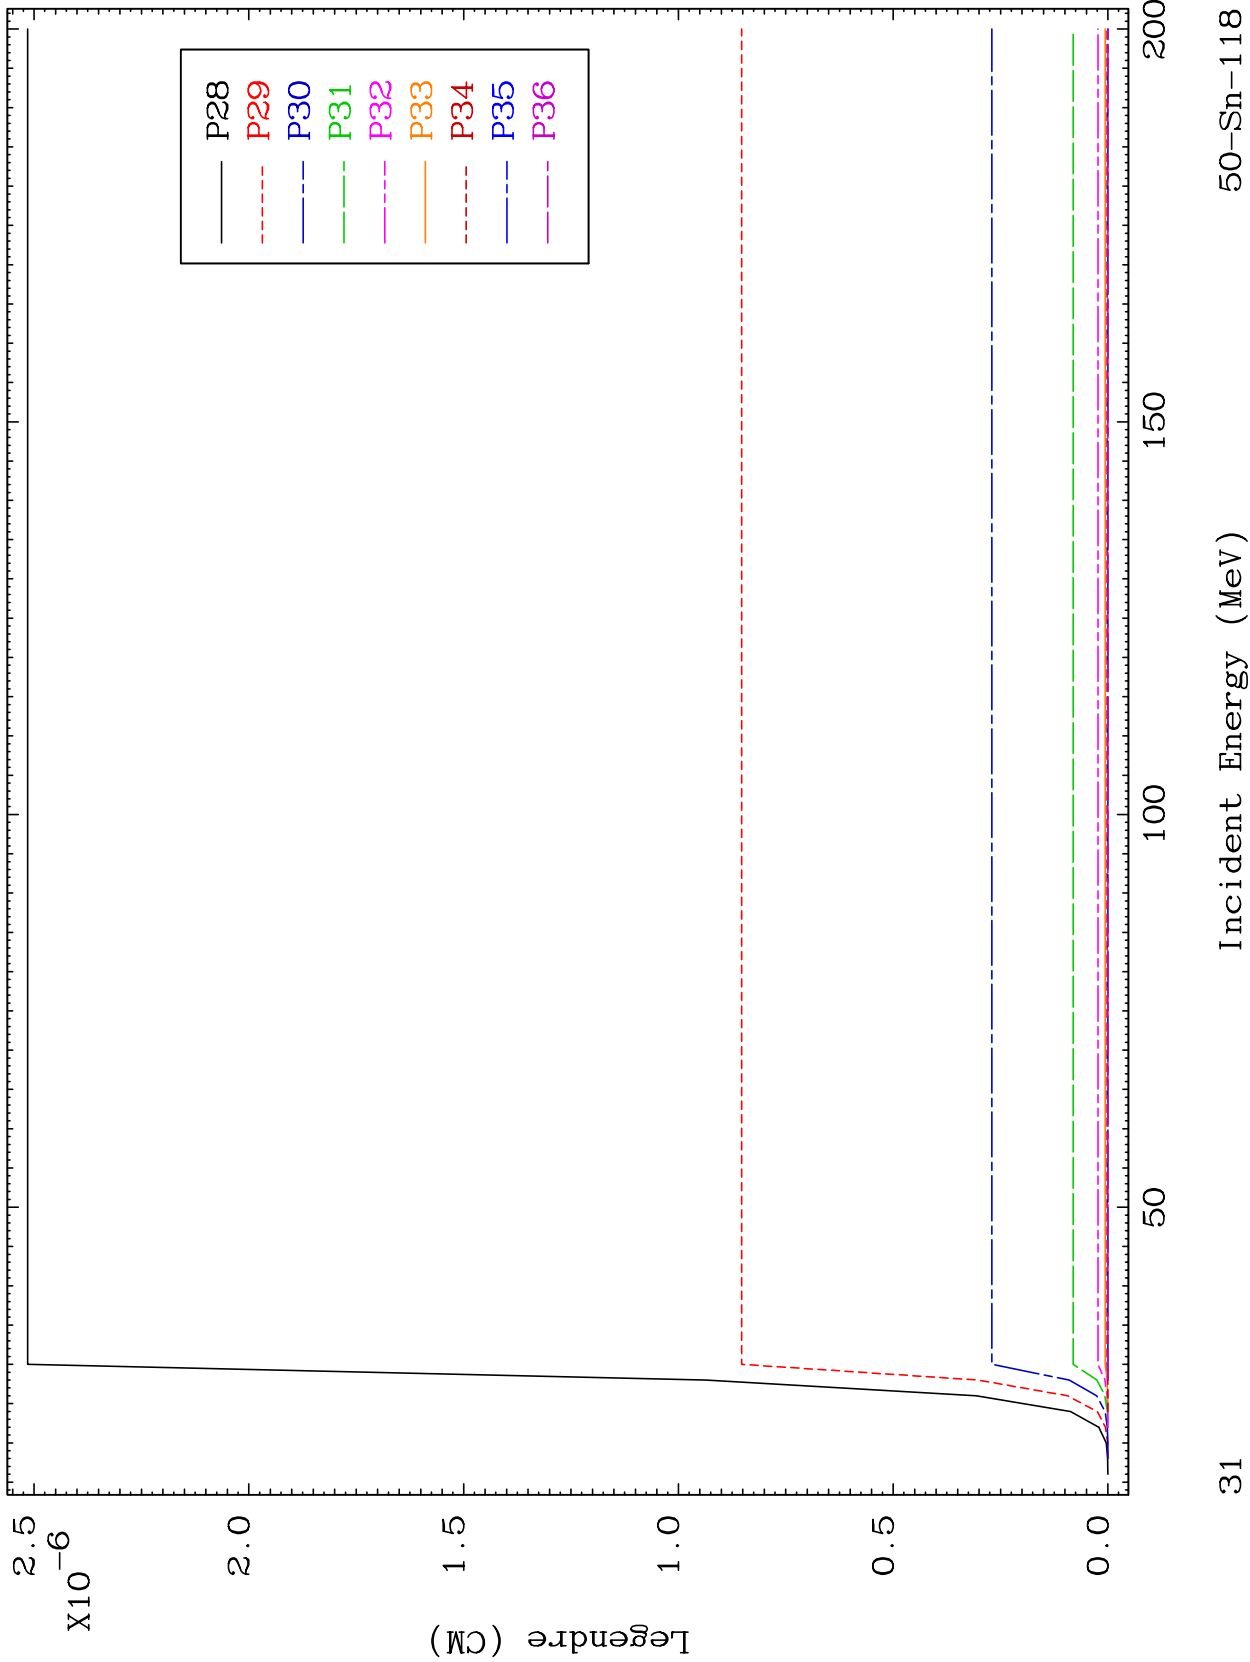 2.5
X10-6
2.0
1.5
1.0
0.5
0.0
Legendre (CM)
P28
P29
P30
P31
P32
P33
P34
P35
P36
50
100
150
200
Incident Energy (MeV)
31
50-Sn-118